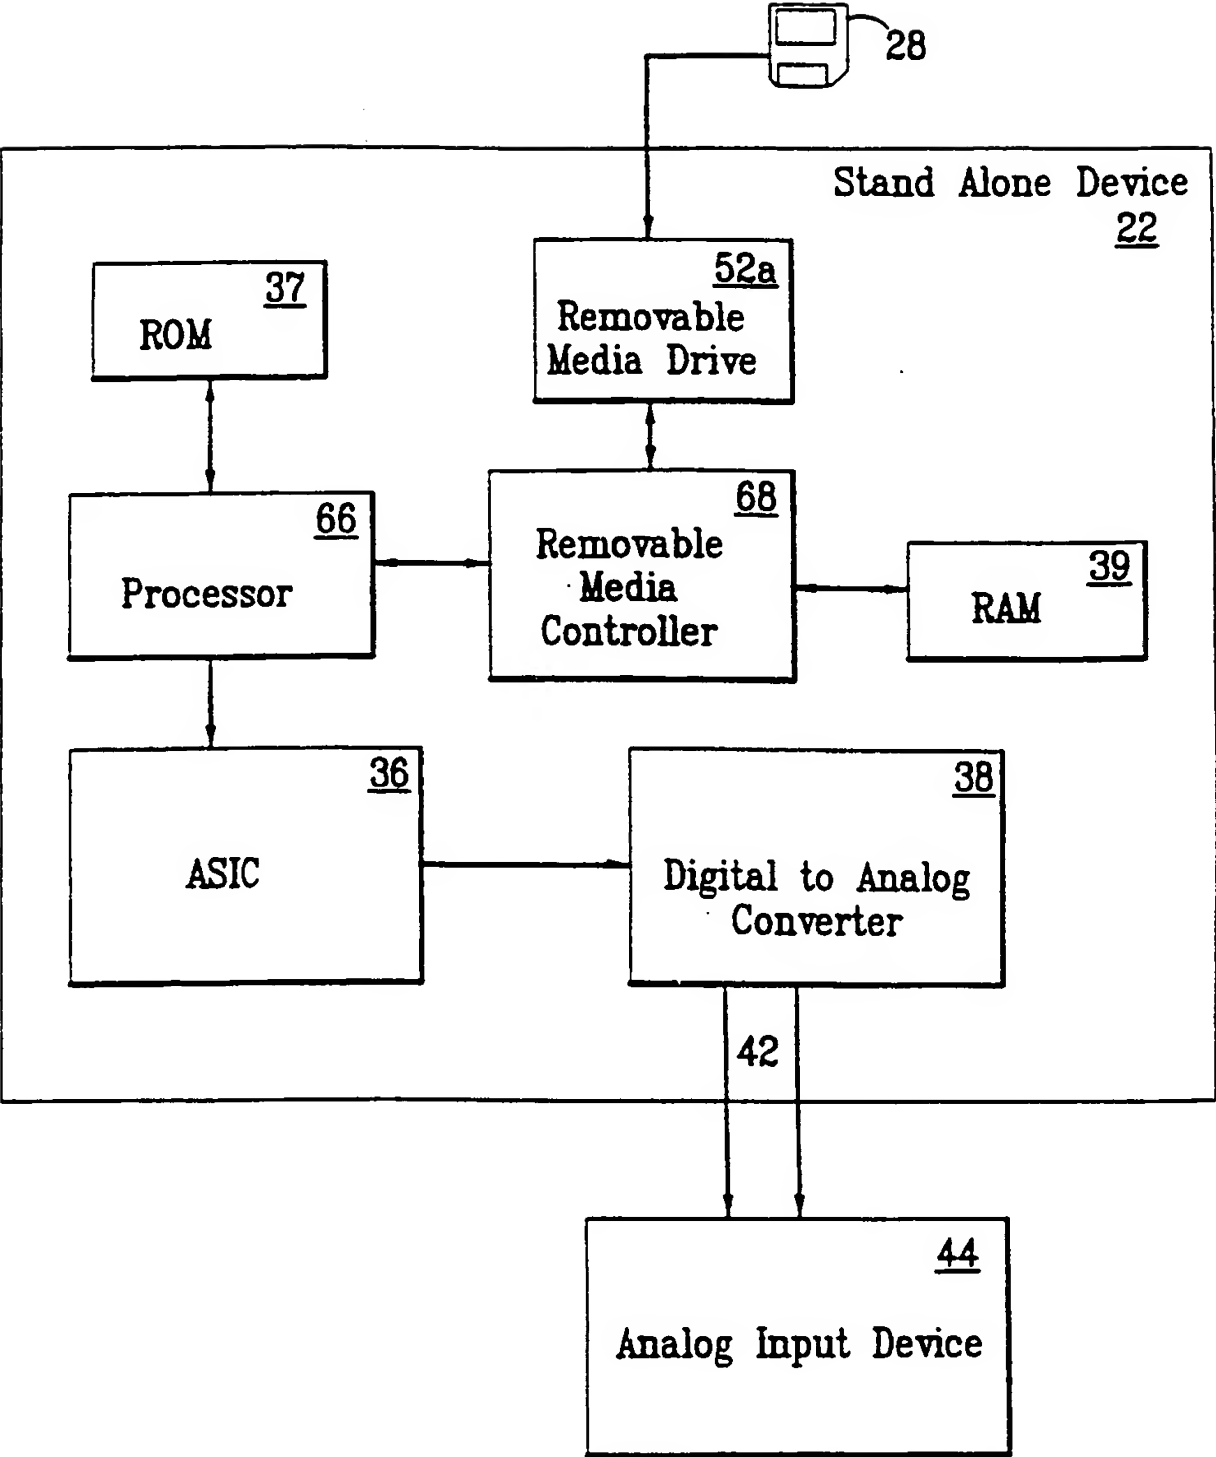 28
Stand Alone Device
22
52a
Removable
Media Drive
37
ROM
66
Processor
68
Removable
Media
Controller
39
RAM
36
ASIC
38
Digital to Analog
Converter
42
44
Analog Input Device